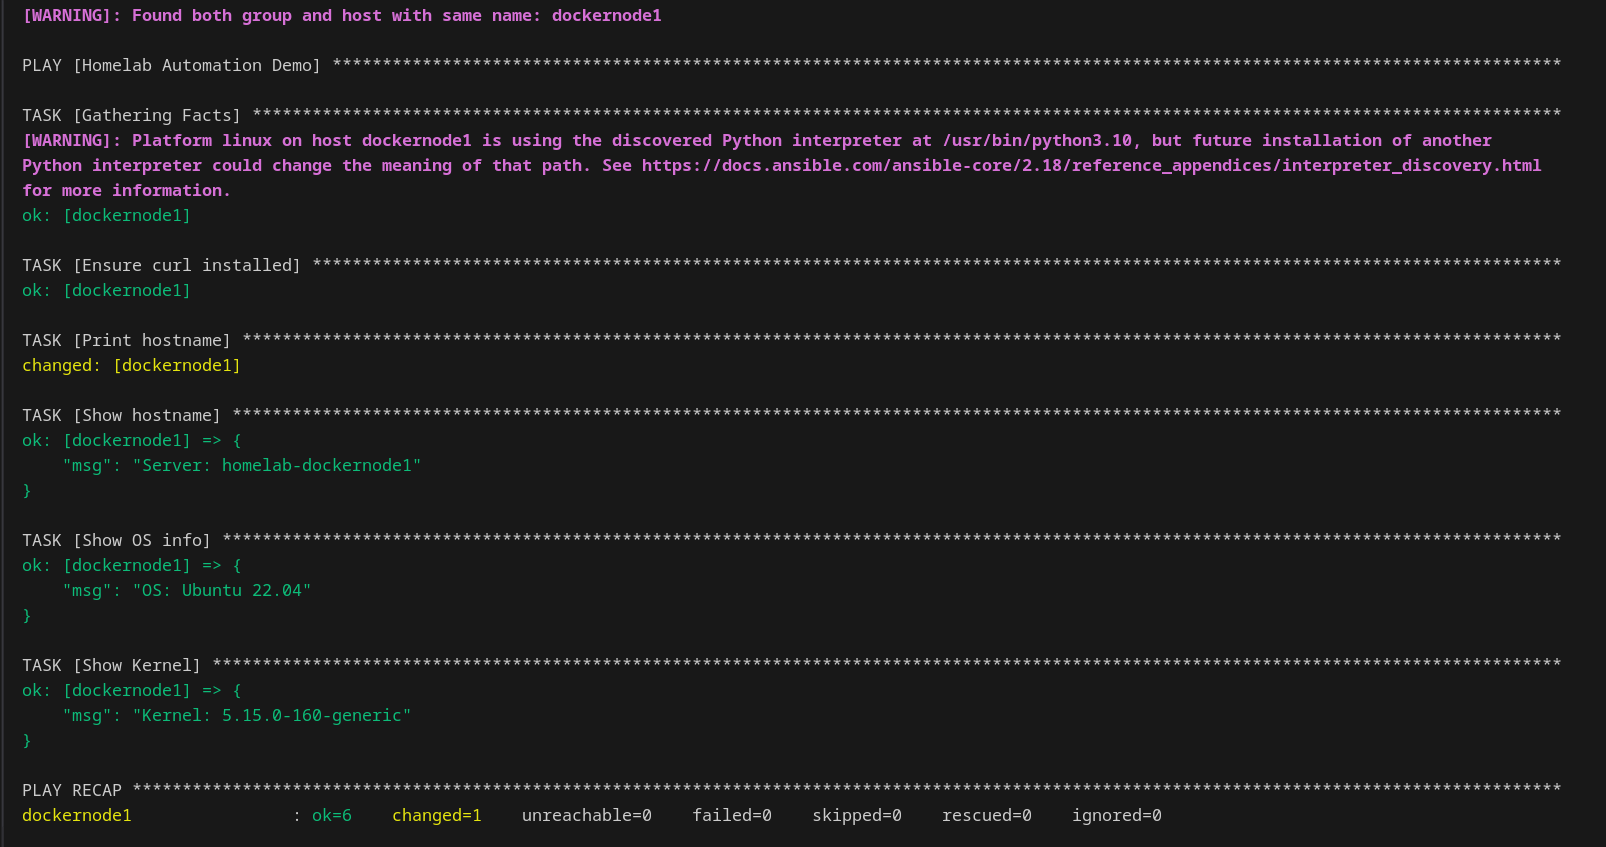 [WARNING]: Found both group and host with same name: dockernode1
PLAY [Homelab Automation Demo] ***************************************************************************************************************************
TASK [Gathering Facts] ***********************************************************************************************************************************
[WARNING]: Platform linux on host dockernode1 is using the discovered Python interpreter at /usr/bin/python3.10, but future installation of another
Python interpreter could change the meaning of that path. See https://docs.ansible.com/ansible-core/2.18/reference_appendices/interpreter_discovery.html
for more information.
ok: [dockernode1]
TASK [Ensure curl installed] *****************************************************************************************************************************
ok: [dockernode1]
TASK [Print hostname] ************************************************************************************************************************************
changed: [dockernode1]
TASK [Show hostname] *************************************************************************************************************************************
ok: [dockernode1] => {
    "msg": "Server: homelab-dockernode1"
}
TASK [Show OS info] **************************************************************************************************************************************
ok: [dockernode1] => {
    "msg": "OS: Ubuntu 22.04"
}
TASK [Show Kernel] ***************************************************************************************************************************************
ok: [dockernode1] => {
    "msg": "Kernel: 5.15.0-160-generic"
}
PLAY RECAP ***********************************************************************************************************************************************
dockernode1                : ok=6    changed=1    unreachable=0    failed=0    skipped=0    rescued=0    ignored=0